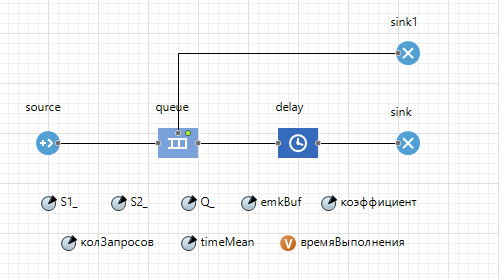 sink1
source
queue
delay
sink
S1_
S2_
Q_
emkBuf
коэффициент
колЗапросов
timeMean
V
времяВыполнения